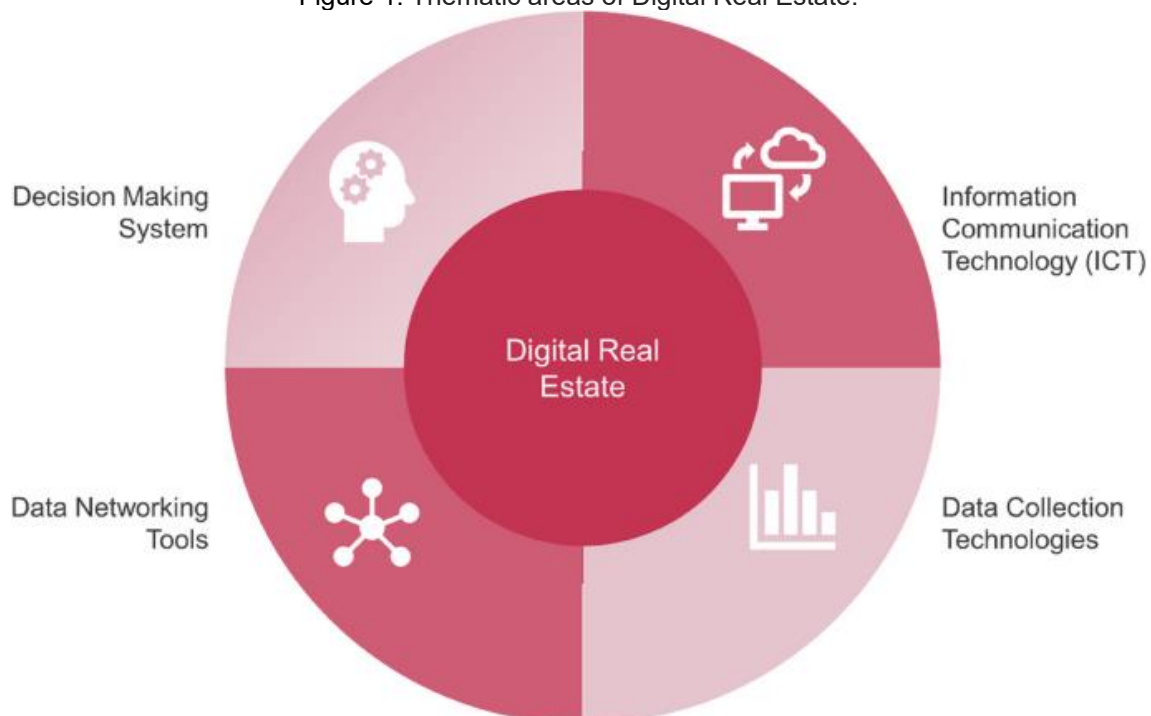 Figure 1. Thematic areas of Digital Real Estate.
Decision Making
System
Information
Communication
Technology (ICT)
Digital Real
Estate
Data Networking
Tools
Data Collection
Technologies